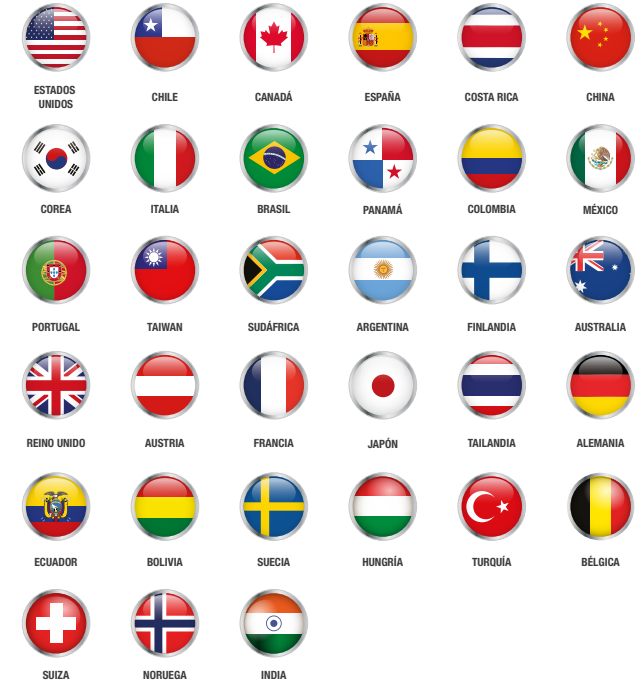 ESTADOS
UNIDOS
CHILE
CANADÁ
ESPAÑA
COSTA RICA
CHINA
COREA
ITALIA
BRASIL
PANAMÁ
COLOMBIA
MÉXICO
PORTUGAL
TAIWAN
SUDÁFRICA
ARGENTINA
FINLANDIA
AUSTRALIA
REINO UNIDO
AUSTRIA
FRANCIA
JAPÓN
TAILANDIA
ALEMANIA
ECUADOR
BOLIVIA
SUECIA
HUNGRÍA
TURQUÍA
BÉLGICA
SUIZA
NORUEGA
INDIA